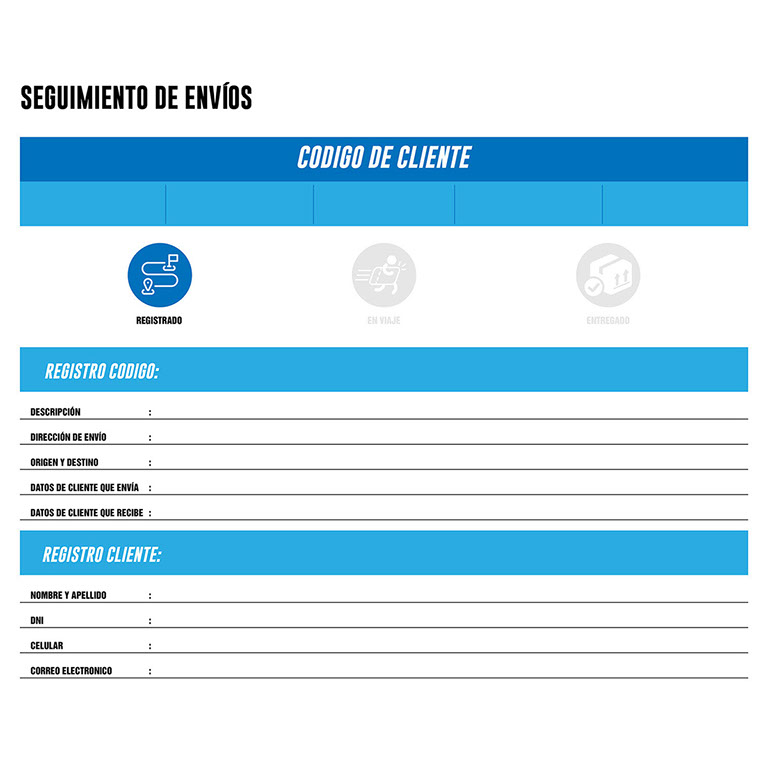 SEGUIMIENTO DE ENVÍOS
CODIGO DE CLIENTE
REGISTRADO
EN VIAJE
ENTREGADO
REGISTRO CODIGO:
DESCRIPCIÓN :
DIRECCIÓN DE ENVÍO :
ORIGEN Y DESTINO :
DATOS DE CLIENTE QUE ENVÍA :
DATOS DE CLIENTE QUE RECIBE :
REGISTRO CLIENTE:
NOMBRE Y APELLIDO :
DNI :
CELULAR :
CORREO ELECTRONICO :